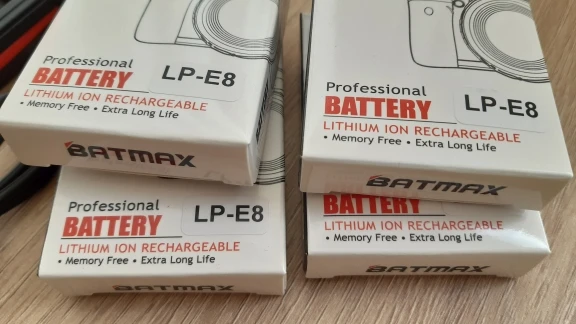 Professional
BATTERY LP-E8
LITHIUM ION RECHARGEABLE
• Memory Free • Extra Long Life
BATMAX
Professional
BATTERY LP-E8
LITHIUM ION RECHARGEABLE
• Memory Free • Extra Long Life
BATMAX
Professional
BATTERY LP-E8
LITHIUM ION RECHARGEABLE
• Memory Free • Extra Long Life
BATMAX
BATTERY
LITHIUM ION RECHARGEABLE
• Memory Free • Extra Long Life
BATMAX